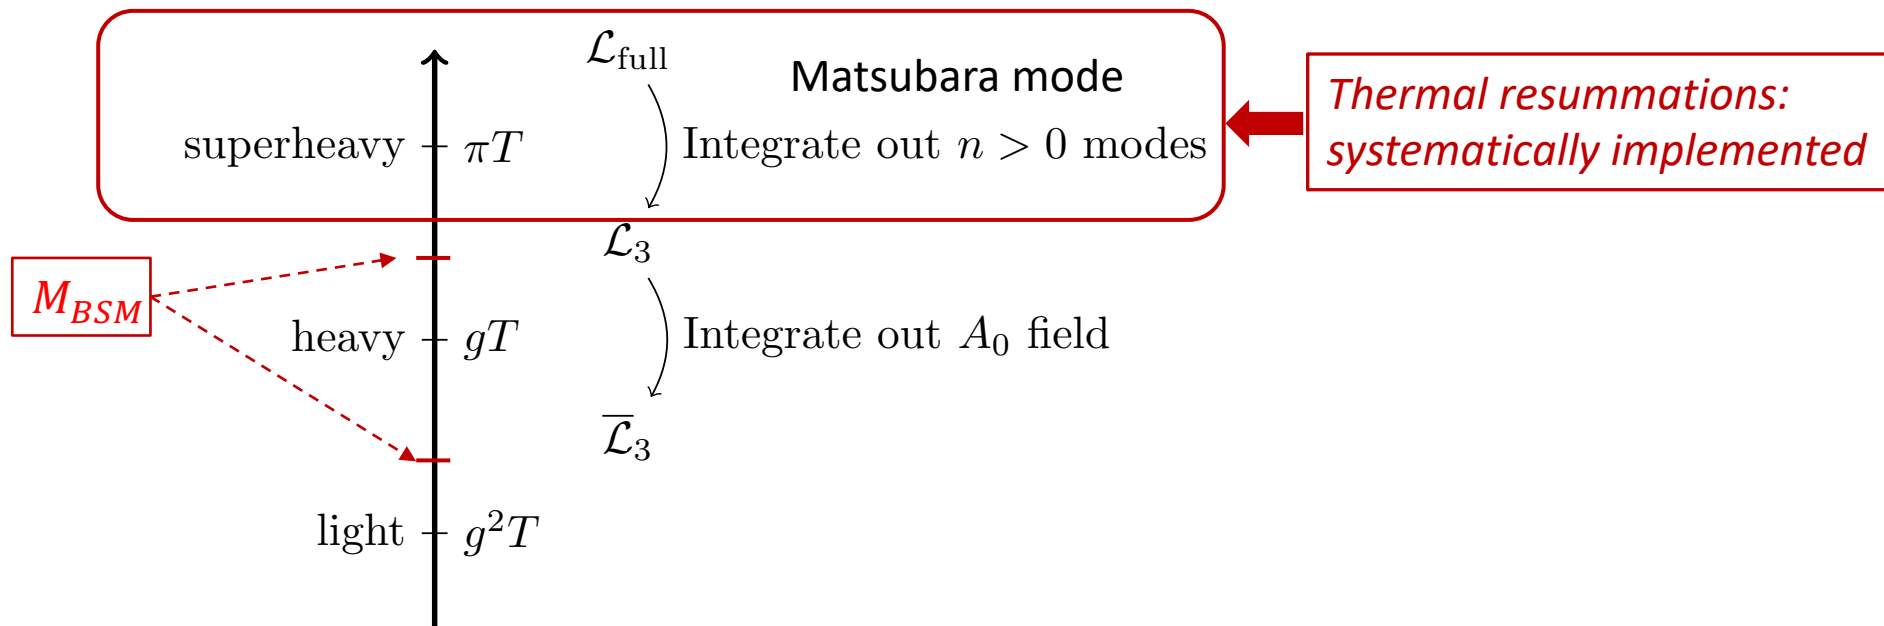 ℒ_full
Matsubara mode
superheavy πT
Integrate out n > 0 modes
Thermal resummations:
systematically implemented
ℒ₃
M_BSM
heavy gT
Integrate out A₀ field
ℒ̅₃
light g²T